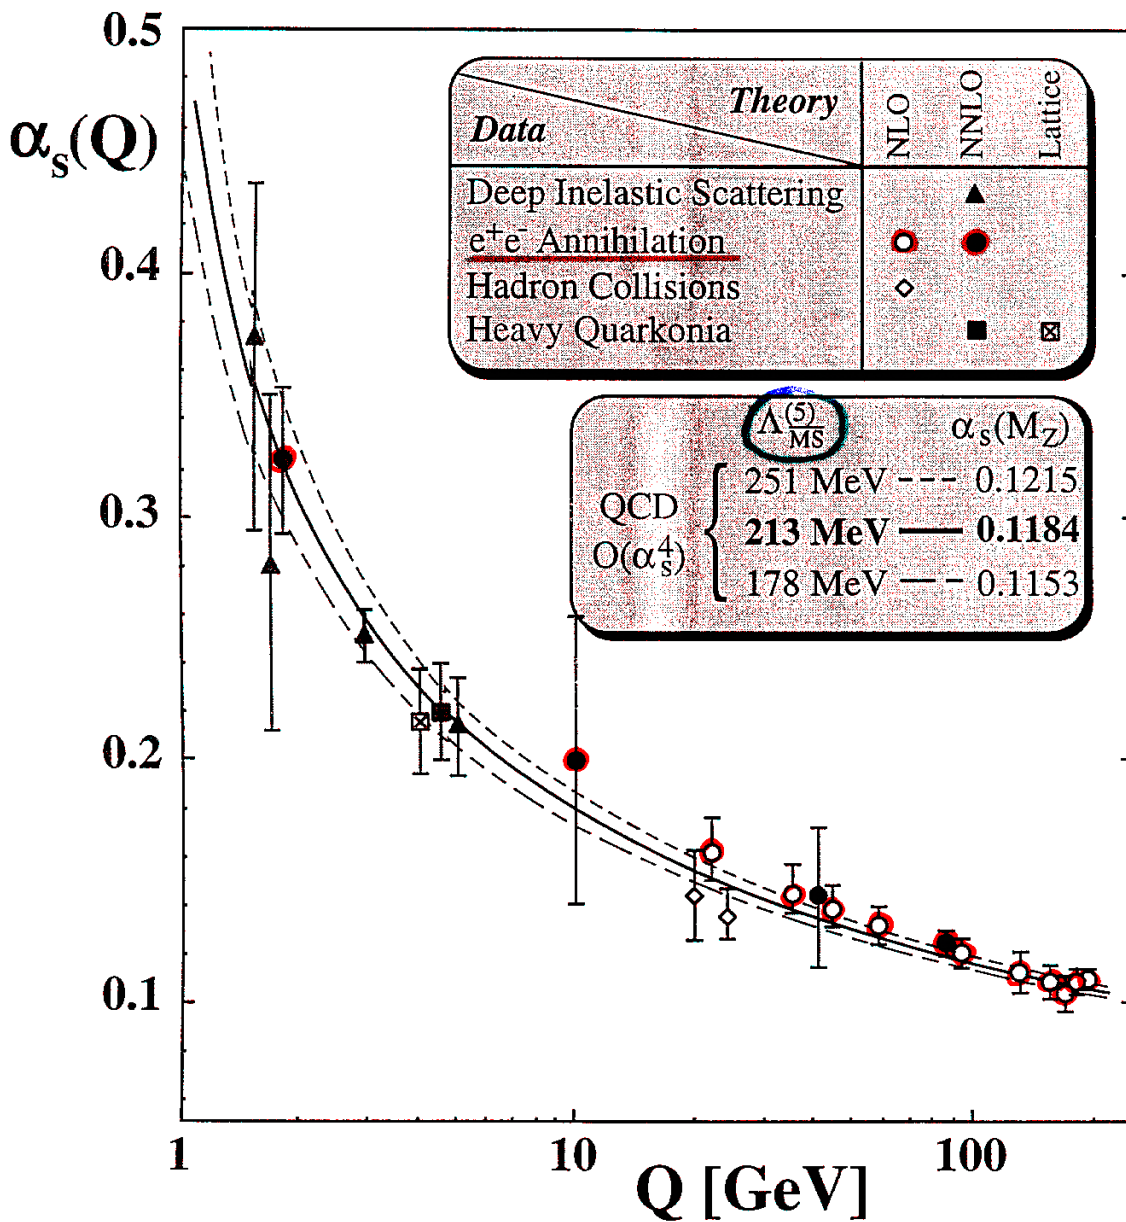 0.5
α_s(Q)
0.4
0.3
0.2
0.1
Theory
Data
NLO
NNLO
Lattice
Deep Inelastic Scattering
e⁺e⁻ Annihilation
Hadron Collisions
Heavy Quarkonia
Λ^(5)_MS̅ α_s(M_Z)
251 MeV 0.1215
QCD 213 MeV 0.1184
O(α_s^4)
178 MeV 0.1153
1 10 100
Q [GeV]